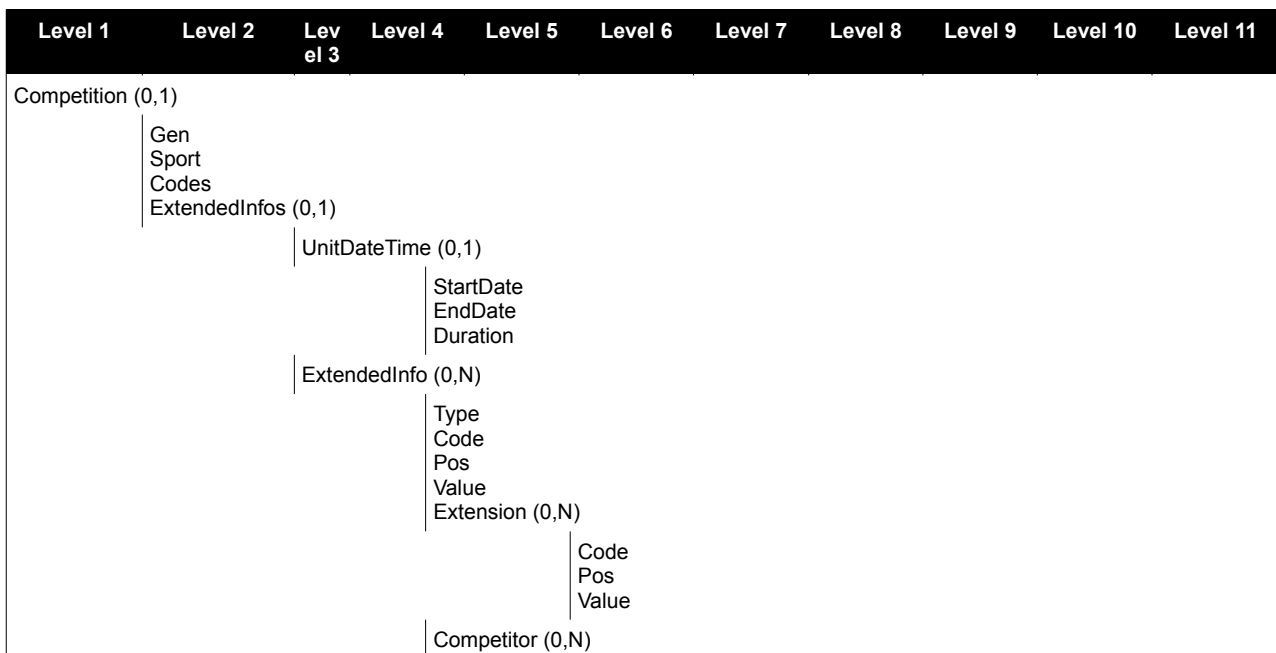 Level 1 Level 2 Lev el 3 Level 4 Level 5 Level 6 Level 7 Level 8 Level 9 Level 10 Level 11
Competition (0,1)
Gen
Sport
Codes
ExtendedInfos (0,1)
UnitDateTime (0,1)
StartDate
EndDate
Duration
ExtendedInfo (0,N)
Type
Code
Pos
Value
Extension (0,N)
Code
Pos
Value
Competitor (0,N)